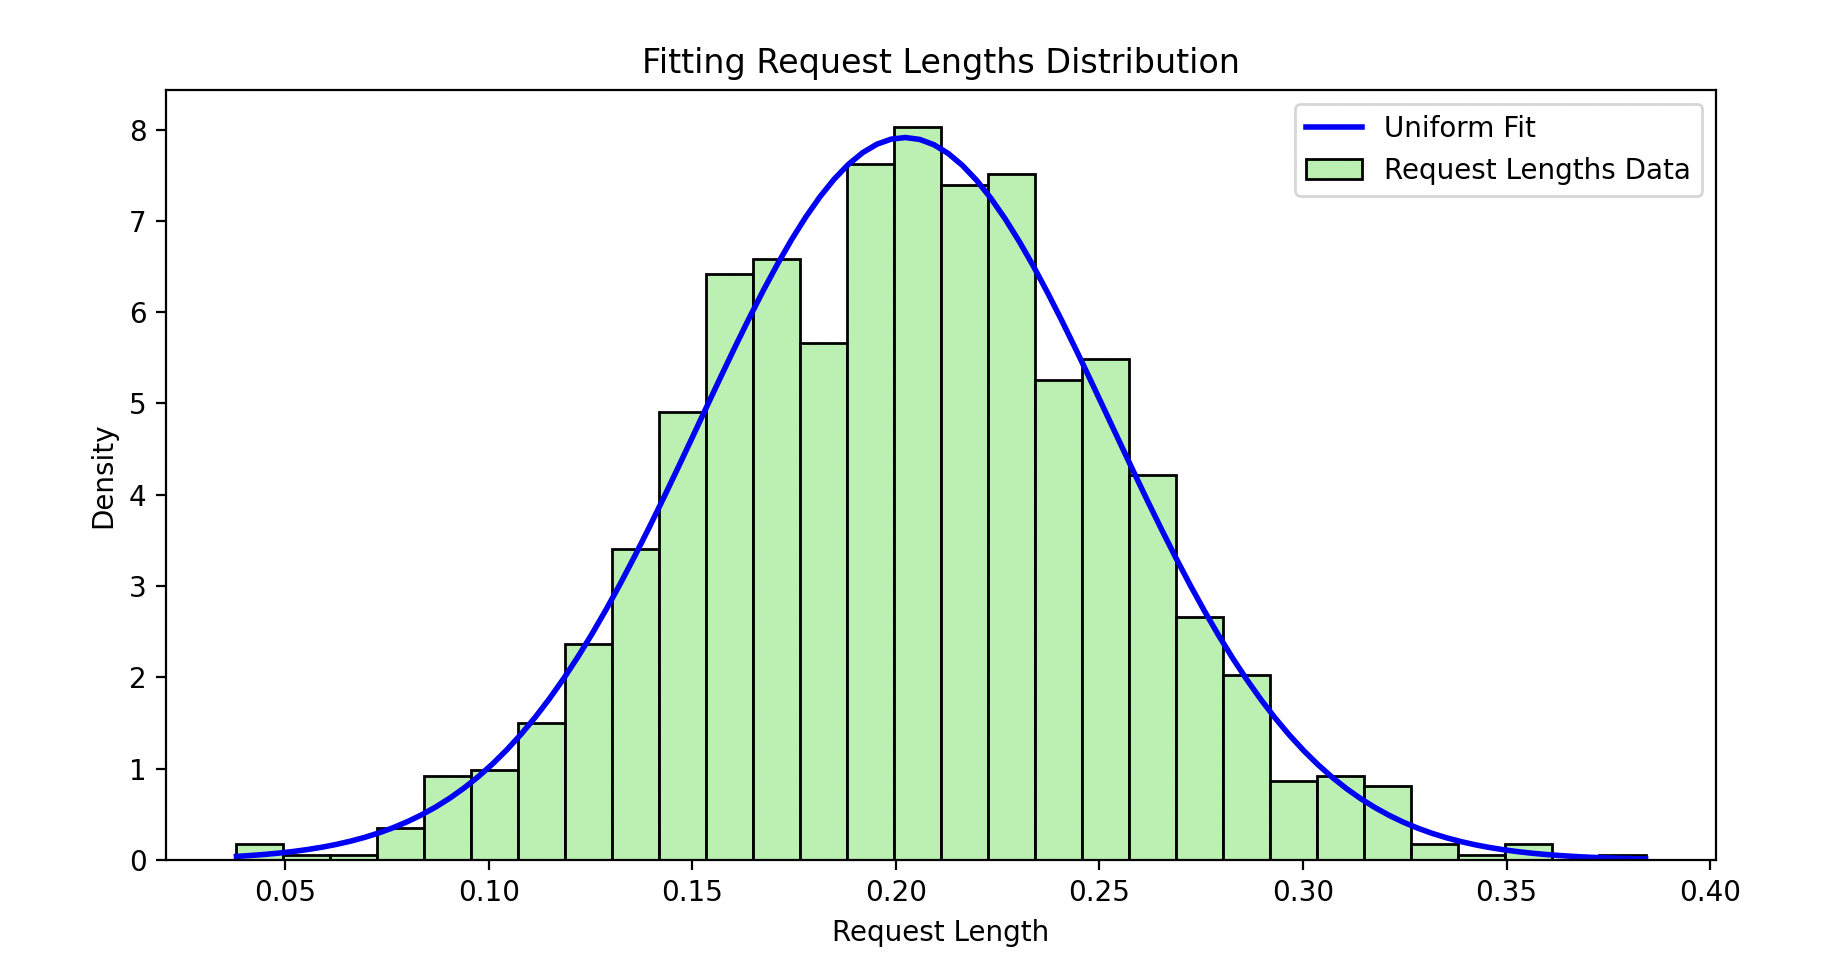 Fitting Request Lengths Distribution
Uniform Fit
Request Lengths Data
Density
8
7
6
5
4
3
2
1
0
0.05 0.10 0.15 0.20 0.25 0.30 0.35 0.40
Request Length